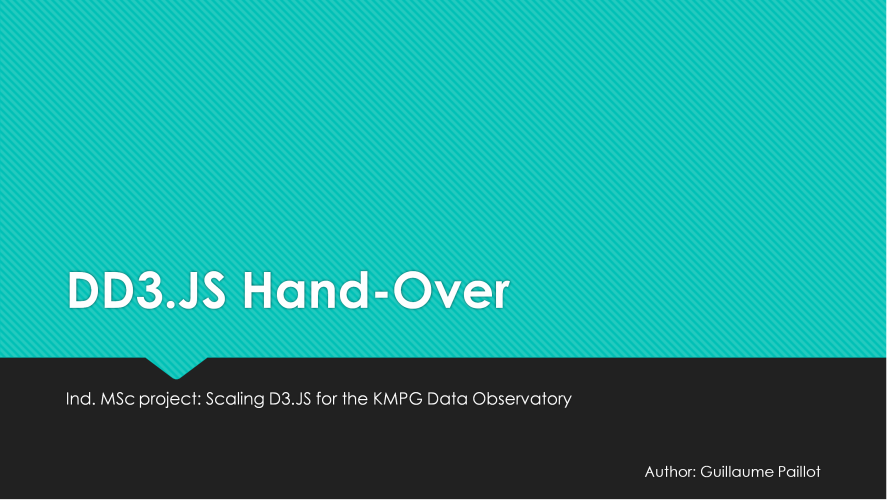 DD3.JS Hand-Over
Ind. MSc project: Scaling D3.JS for the KMPG Data Observatory
Author: Guillaume Paillot